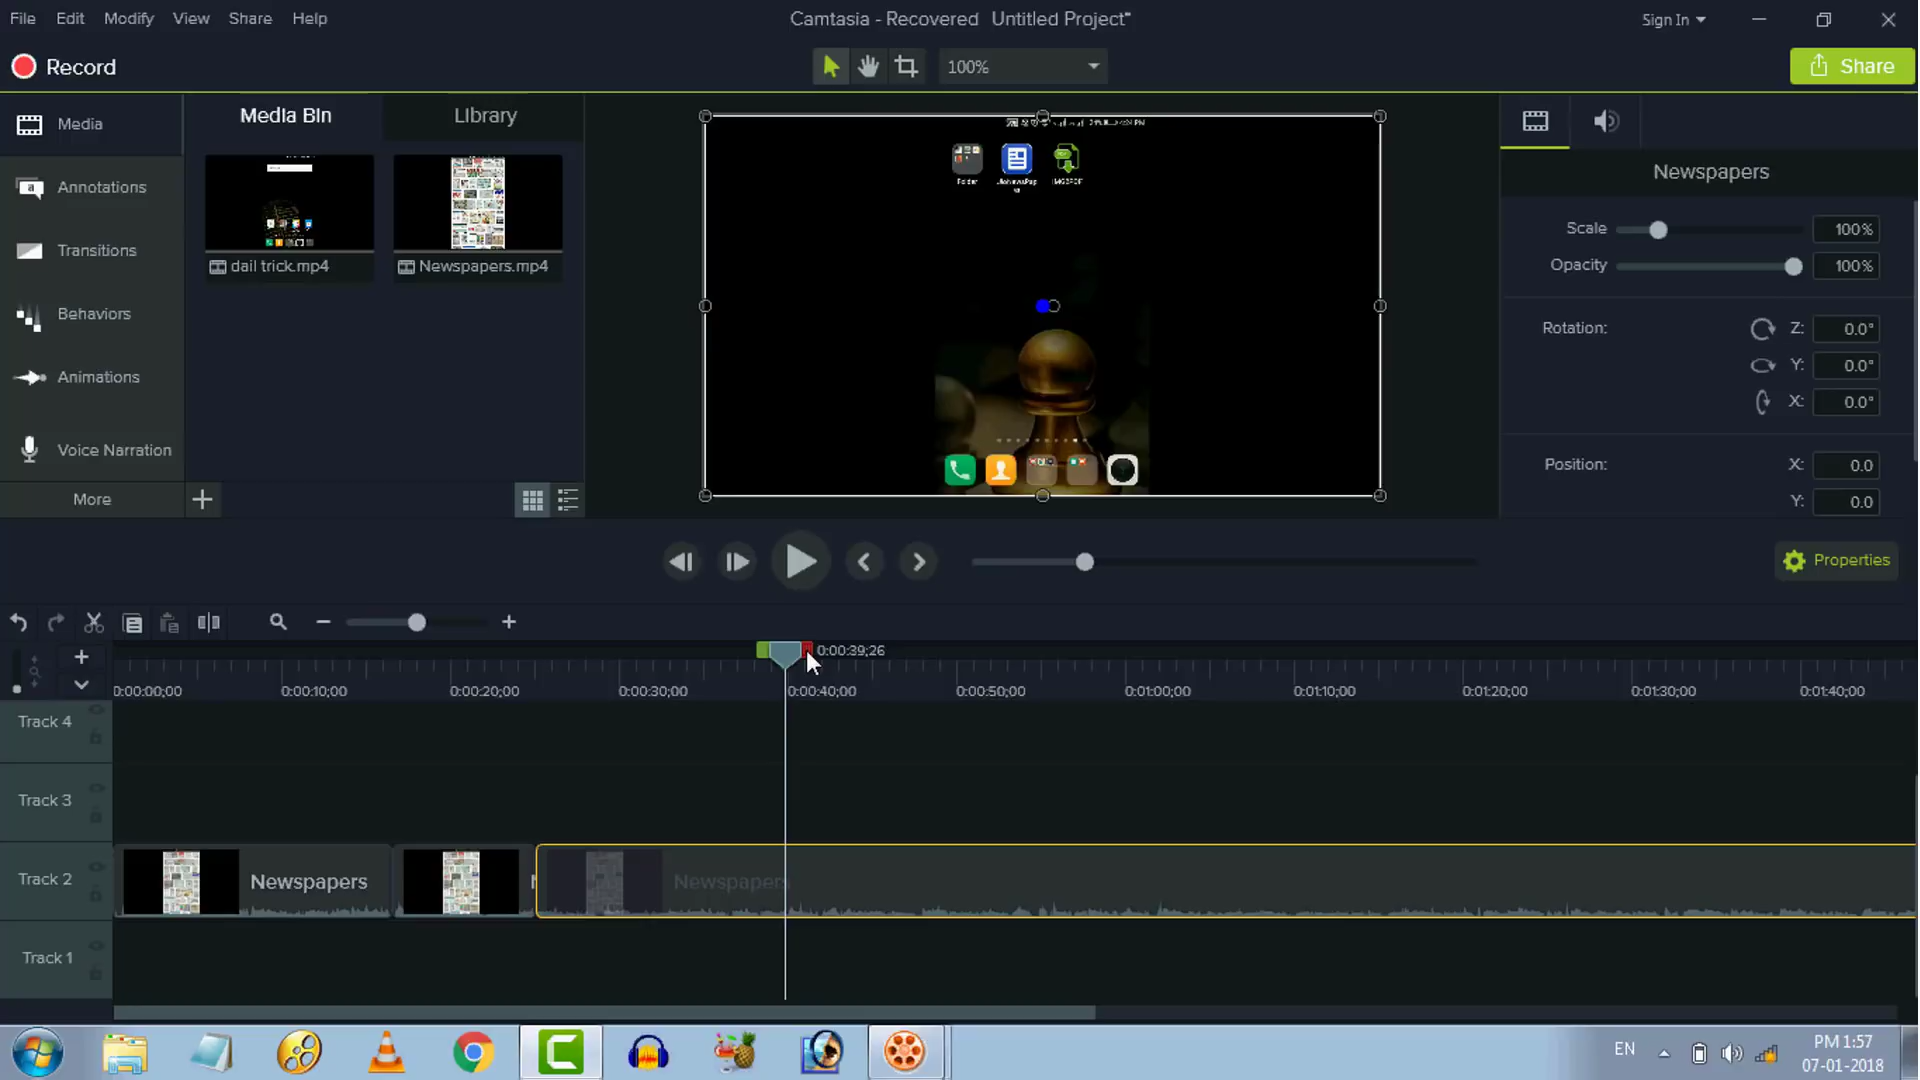 File Edit Modify View Share Help
Camtasia - Recovered Untitled Project*
Sign In
Record
100%
Share
Media
Annotations
Transitions
Behaviors
Animations
Voice Narration
More
Media Bin Library
dail trick.mp4 Newspapers.mp4
Folder
IMG2PDF
Newspapers
Scale 100%
Opacity 100%
Rotation: Z: 0.0°
Y: 0.0°
X: 0.0°
Position: X: 0.0
Y: 0.0
Properties
0:00:39;26
0:00:00;00 0:00:10;00 0:00:20;00 0:00:30;00 0:00:40;00 0:00:50;00 0:01:00;00 0:01:10;00 0:01:20;00 0:01:30;00 0:01:40;00
Track 4
Track 3
Track 2
Newspapers
Newspapers
Track 1
EN
PM 1:57
07-01-2018